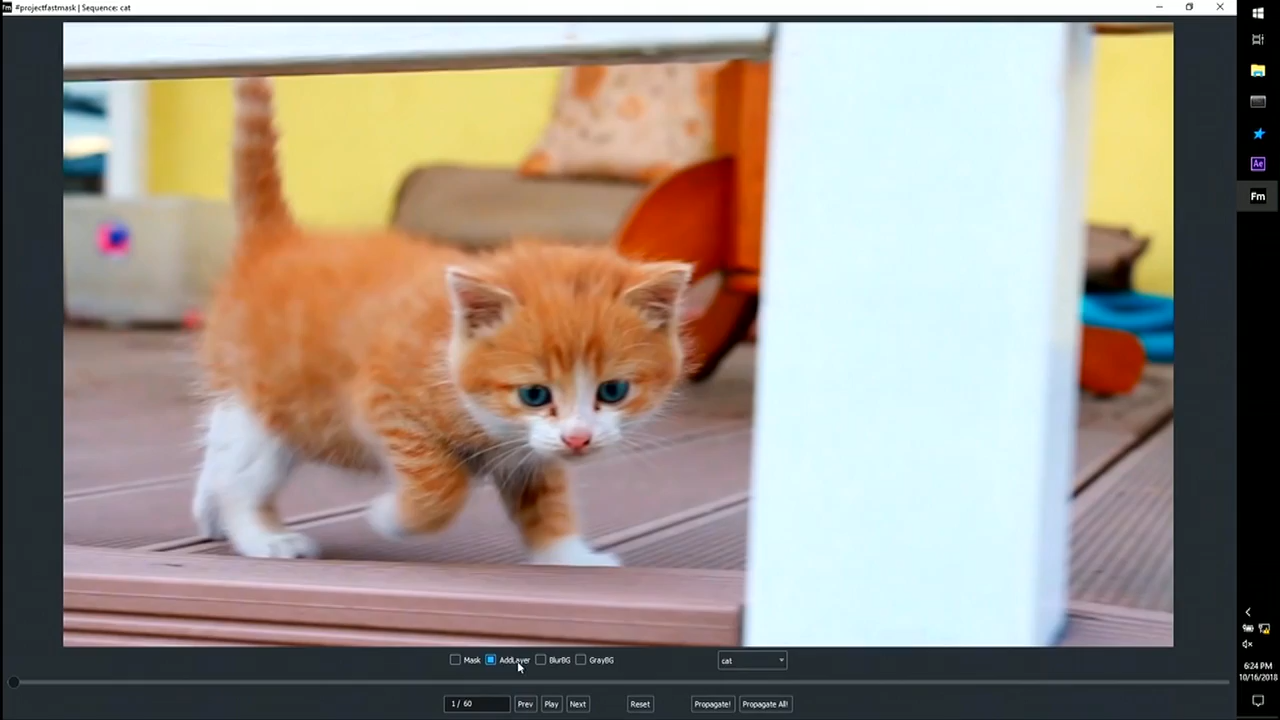 Fm #projectfastmask | Sequence: cat
Ae
Fm
Mask AddLayer BlurBG GrayBG cat
1 / 60 Prev Play Next Reset Propagate! Propagate All!
6:24 PM
10/16/2018